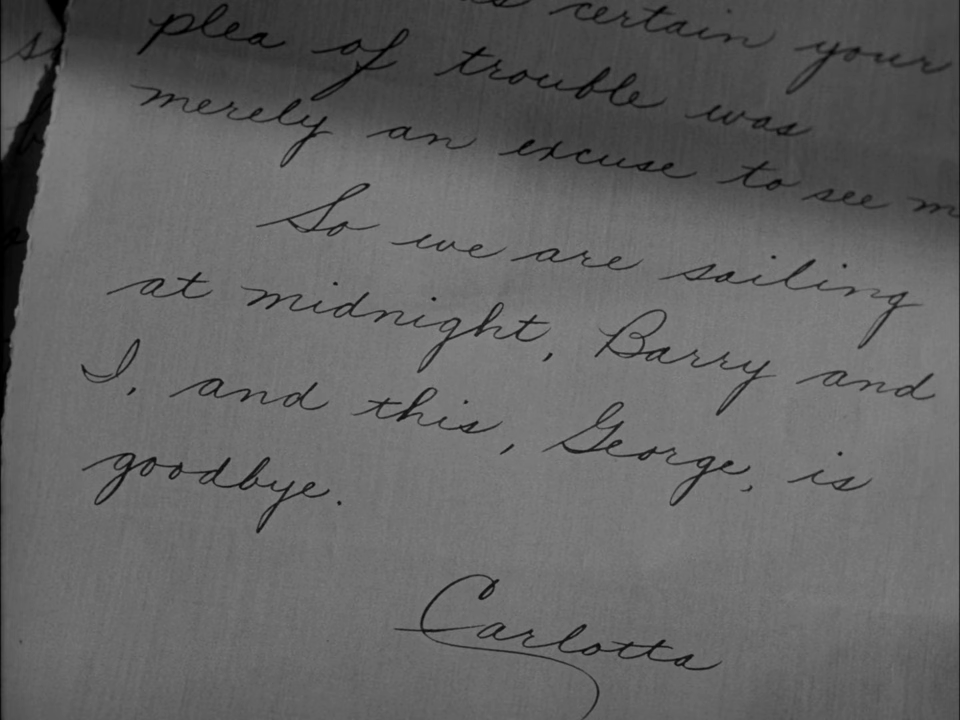 certain your
plea of trouble was
merely an excuse to see
So we are sailing
at midnight, Barry and
I, and this, George, is
goodbye.
Carlotta